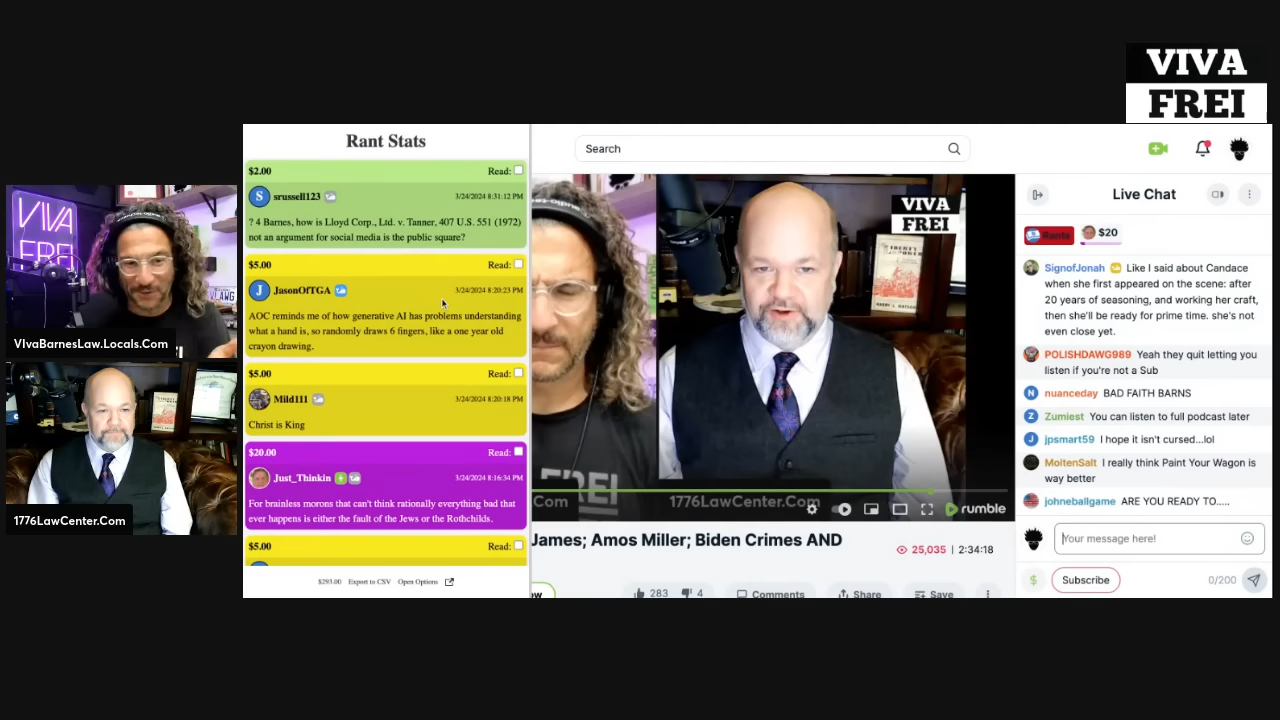 VIVA
FREI
VIVA
FREI
VLAWG
VIvaBarnesLaw.Locals.Com
1776LawCenter.Com
Rant Stats
$2.00 Read:
S srussell123 3/24/2024 8:31:12 PM
? 4 Barnes, how is Lloyd Corp., Ltd. v. Tanner, 407 U.S. 551 (1972)
not an argument for social media is the public square?
$5.00 Read:
J JasonOfTGA 3/24/2024 8:20:23 PM
AOC reminds me of how generative AI has problems understanding
what a hand is, so randomly draws 6 fingers, like a one year old
crayon drawing.
$5.00 Read:
Mild111 3/24/2024 8:20:18 PM
Christ is King
$20.00 Read:
Just_Thinkin 3/24/2024 8:16:34 PM
For brainless morons that can't think rationally everything bad that
ever happens is either the fault of the Jews or the Rothchilds.
$5.00 Read:
$293.00 Export to CSV Open Options
Search
VIVA
FREI
FREI
Com
1776LawCenter.Com
rumble
James; Amos Miller; Biden Crimes AND
25,035 | 2:34:18
ow 283 4 Comments Share Save
Live Chat
Rants $20
SignofJonah Like I said about Candace
when she first appeared on the scene: after
20 years of seasoning, and working her craft,
then she'll be ready for prime time. she's not
even close yet.
POLISHDAWG989 Yeah they quit letting you
listen if you're not a Sub
N nuanceday BAD FAITH BARNS
Z Zumiest You can listen to full podcast later
J jpsmart59 I hope it isn't cursed...lol
MoltenSalt I really think Paint Your Wagon is
way better
johneballgame ARE YOU READY TO.....
Your message here!
$ Subscribe 0/200